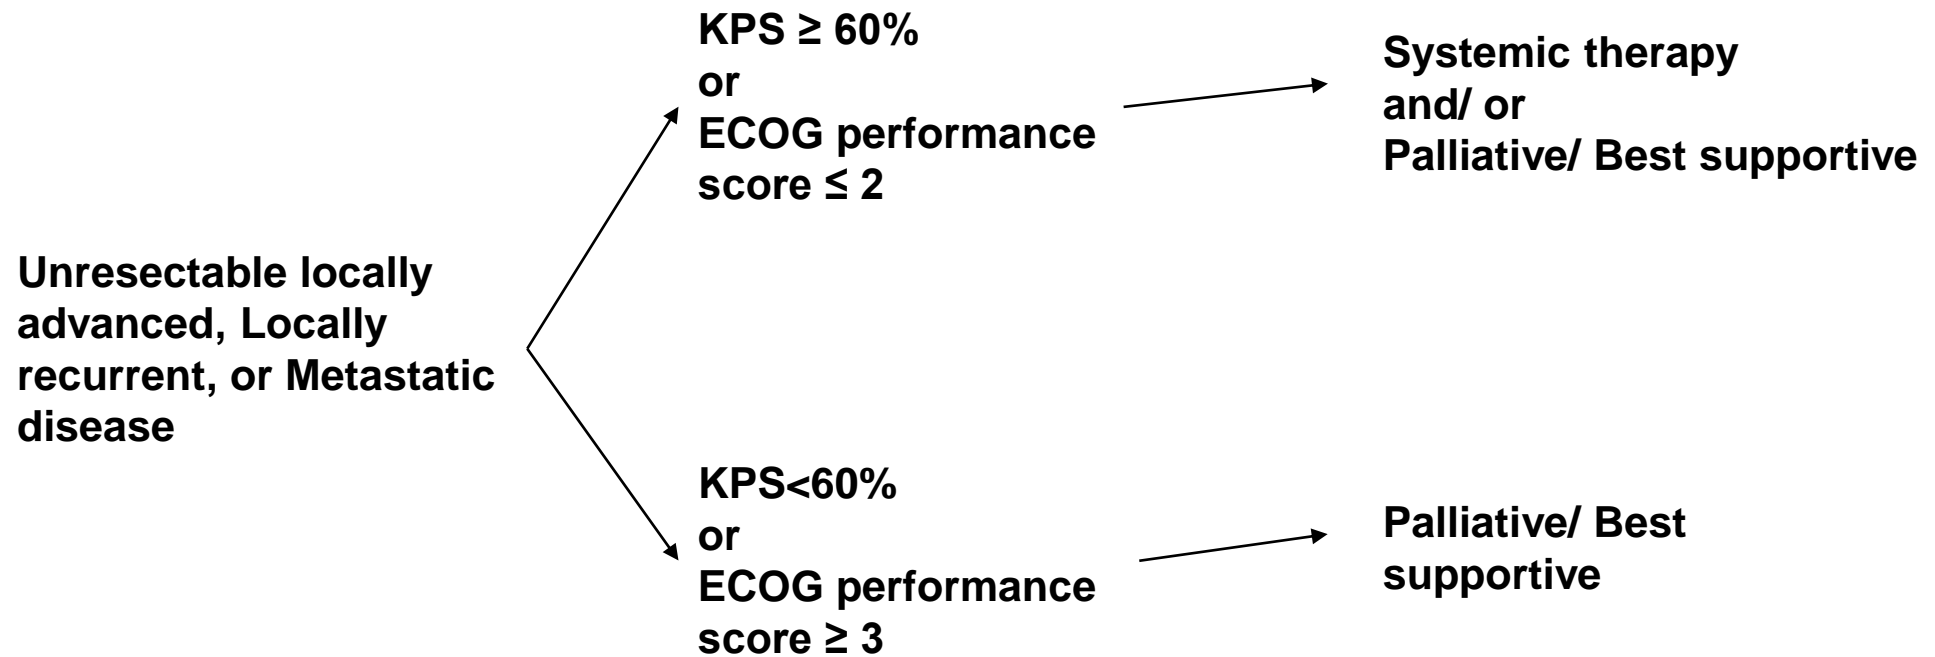 KPS ≥ 60%
or
ECOG performance
score ≤ 2
Systemic therapy
and/ or
Palliative/ Best supportive
Unresectable locally
advanced, Locally
recurrent, or Metastatic
disease
KPS<60%
or
ECOG performance
score ≥ 3
Palliative/ Best
supportive